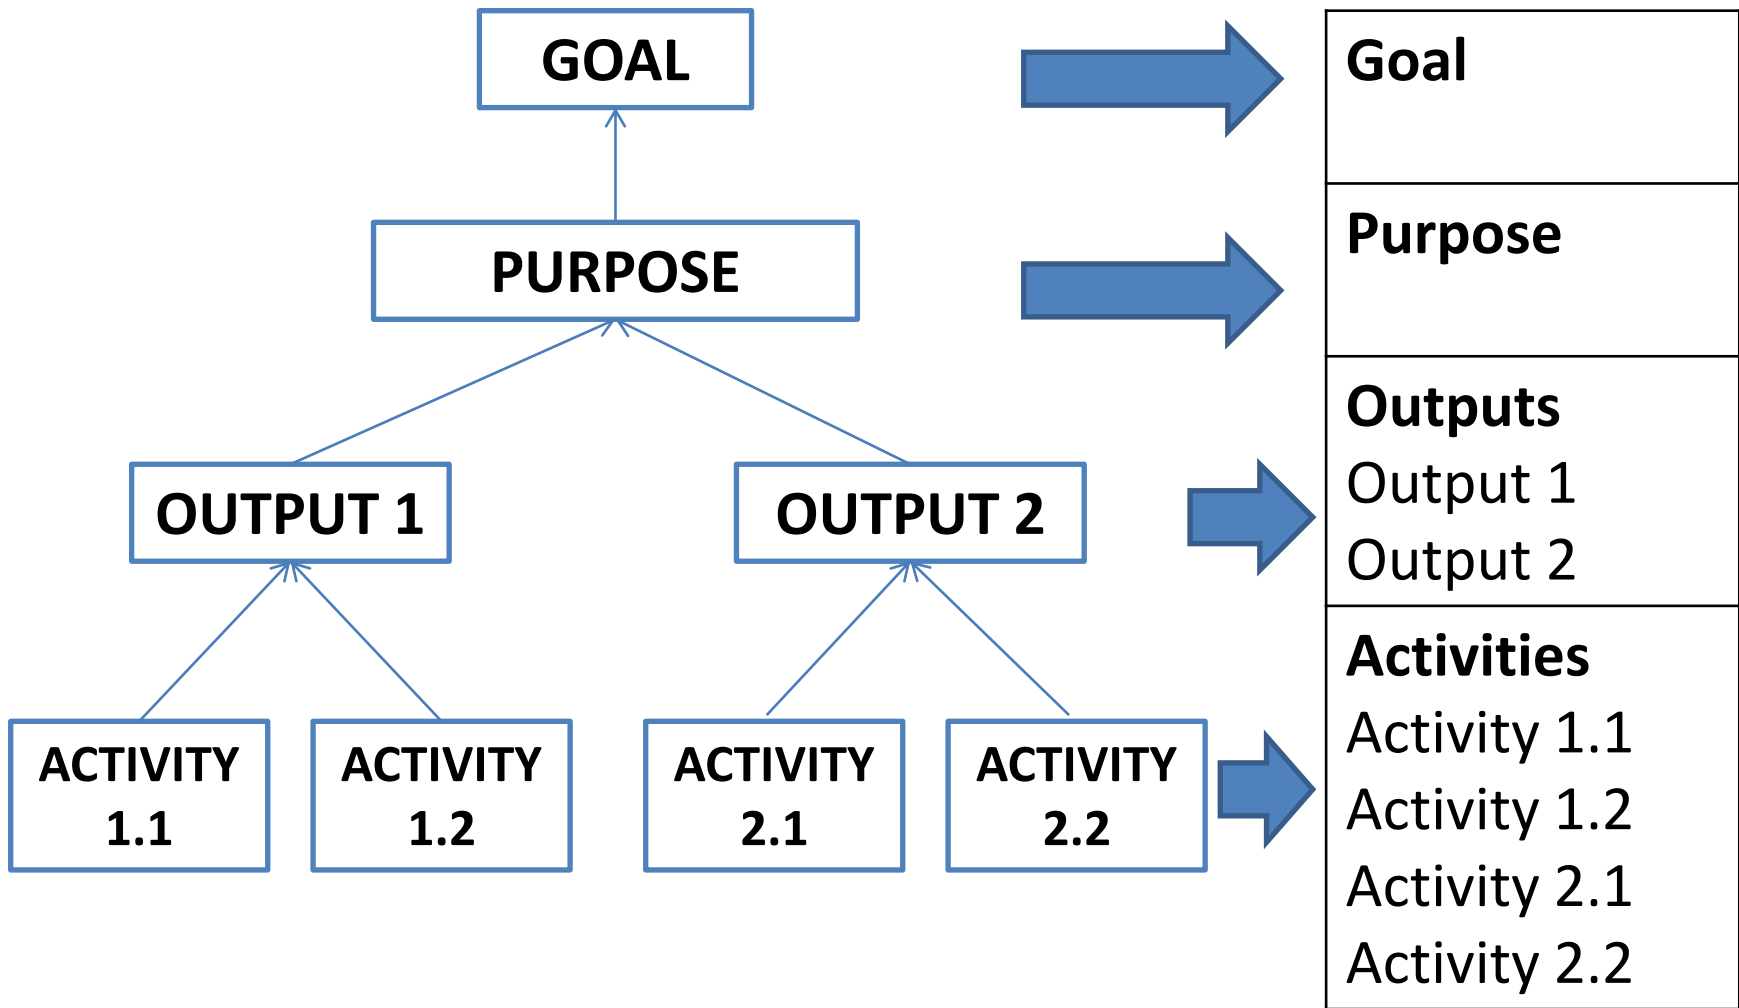 GOAL
PURPOSE
OUTPUT 1
OUTPUT 2
ACTIVITY
1.1
ACTIVITY
1.2
ACTIVITY
2.1
ACTIVITY
2.2
Goal
Purpose
Outputs
Output 1
Output 2
Activities
Activity 1.1
Activity 1.2
Activity 2.1
Activity 2.2